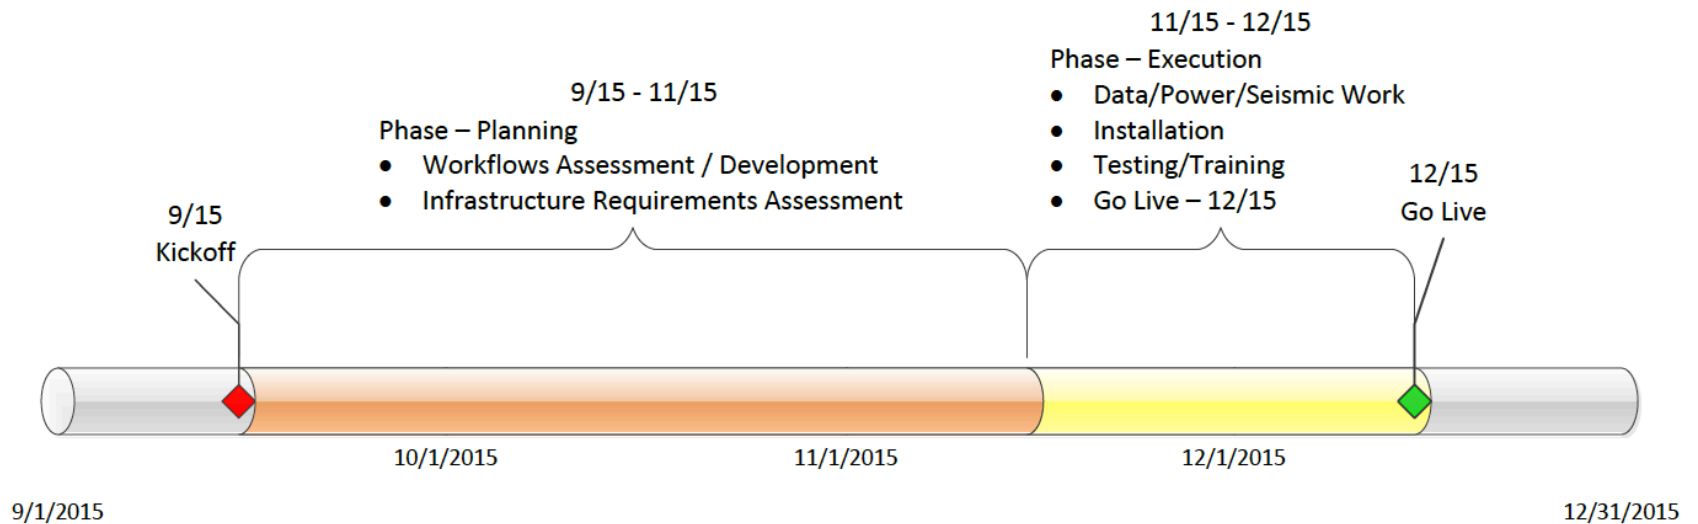 9/15
Kickoff
9/15 - 11/15
Phase – Planning
● Workflows Assessment / Development
● Infrastructure Requirements Assessment
11/15 - 12/15
Phase – Execution
● Data/Power/Seismic Work
● Installation
● Testing/Training
● Go Live – 12/15
12/15
Go Live
10/1/2015
11/1/2015
12/1/2015
9/1/2015
12/31/2015